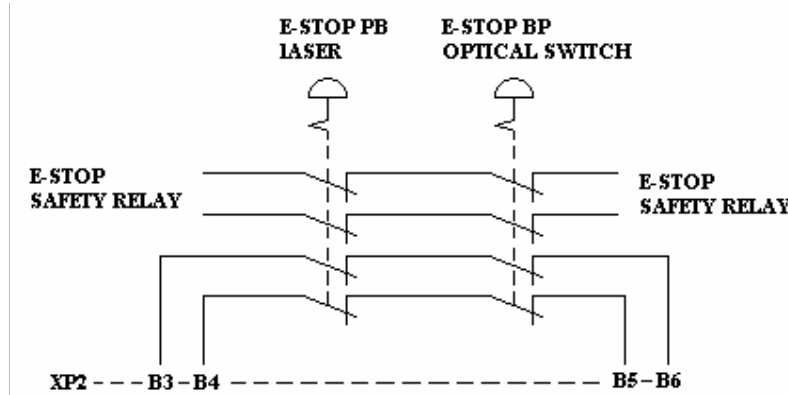 E-STOP PB
lASER
E-STOP BP
OPTICAL SWITCH
E-STOP
SAFETY RELAY
E-STOP
SAFETY RELAY
XP2 - - - B3 - B4 - - - - - - - - - - - - - - - - - - - B5 - B6